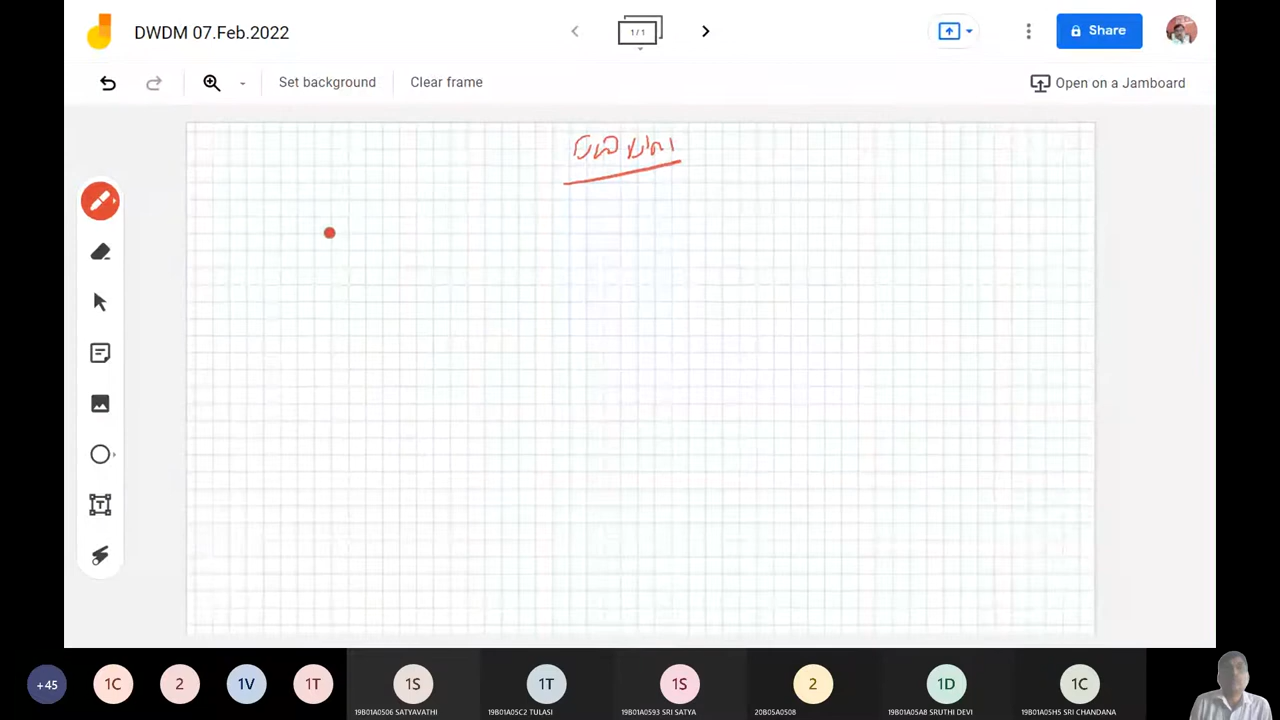 DWDM 07.Feb.2022
1/1
Share
Set background
Clear frame
Open on a Jamboard
+45
1C
2
1V
1T
1S
1T
1S
2
1D
1C
19B01A0506 SATYAVATHI
19B01A05C2 TULASI
19B01A0593 SRI SATYA
20B05A0508
19B01A05A8 SRUTHI DEVI
19B01A05H5 SRI CHANDANA